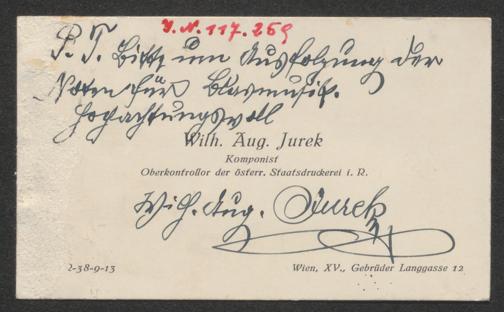 I. N. 117.269
P. T. Bitte um Ausfolgung der
Noten für Blasmusik.
Hochachtungsvoll
Wilh. Aug. Jurek
Komponist
Oberkontrollor der österr. Staatsdruckerei i. R.
Wilh. Aug. Jurek
2-38-9-13
Wien, XV., Gebrüder Langgasse 12